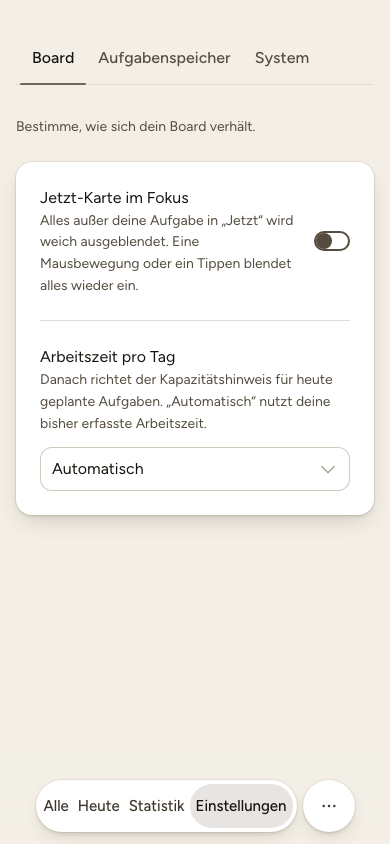 Board Aufgabenspeicher System
Bestimme, wie sich dein Board verhält.
Jetzt-Karte im Fokus
Alles außer deine Aufgabe in „Jetzt“ wird
weich ausgeblendet. Eine
Mausbewegung oder ein Tippen blendet
alles wieder ein.
Arbeitszeit pro Tag
Danach richtet der Kapazitätshinweis für heute
geplante Aufgaben. „Automatisch“ nutzt deine
bisher erfasste Arbeitszeit.
Automatisch
Alle Heute Statistik Einstellungen